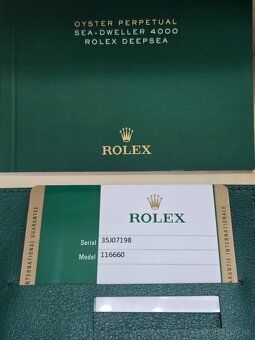 OYSTER PERPETUAL
SEA-DWELLER 4000
ROLEX DEEPSEA
ROLEX
INTERNATIONAL GUARANTEE
ROLEX
Serial 35J07198
Model 116660
GARANTIE INTERNATIONALE